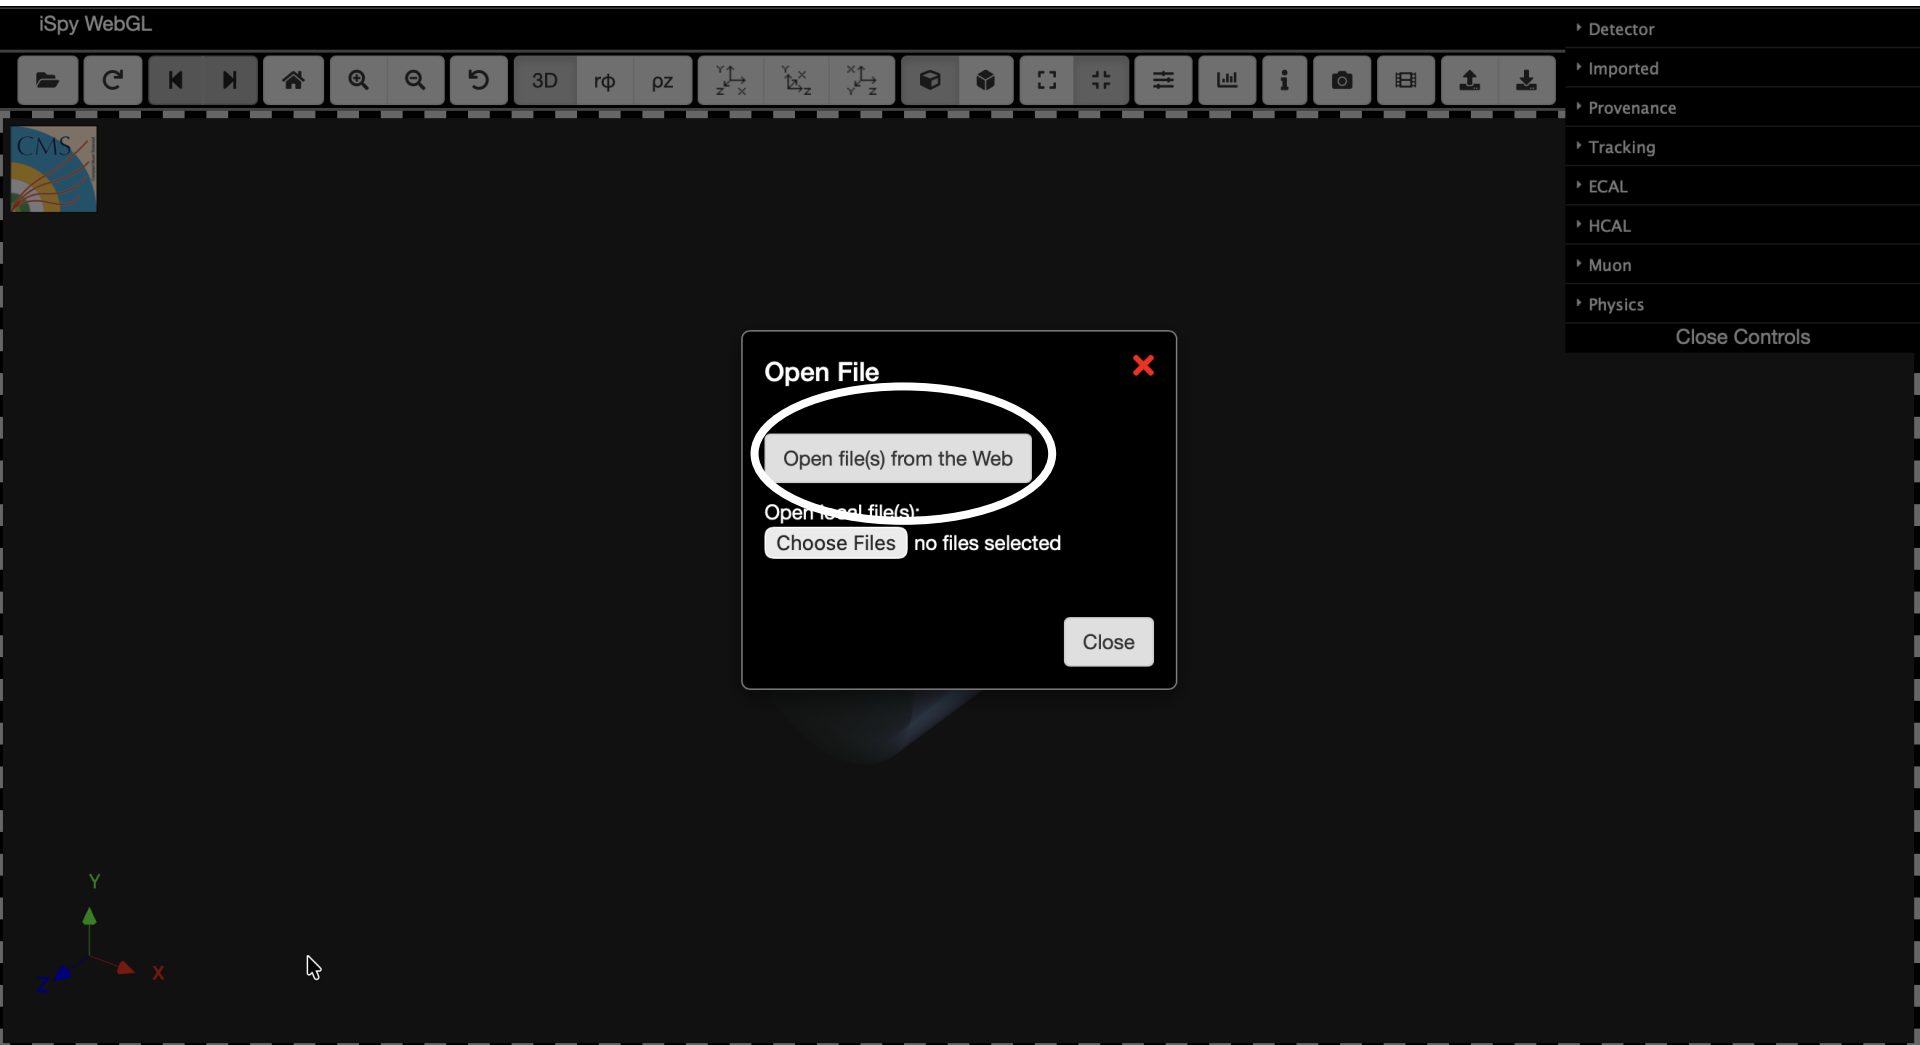 iSpy WebGL
3D
rφ
ρz
Y
Z
X
Y
X
Z
X
Y
Z
Detector
Imported
Provenance
Tracking
ECAL
HCAL
Muon
Physics
Close Controls
CMS
Open File
Open file(s) from the Web
Open local file(s):
Choose Files no files selected
Close
Y
X
Z